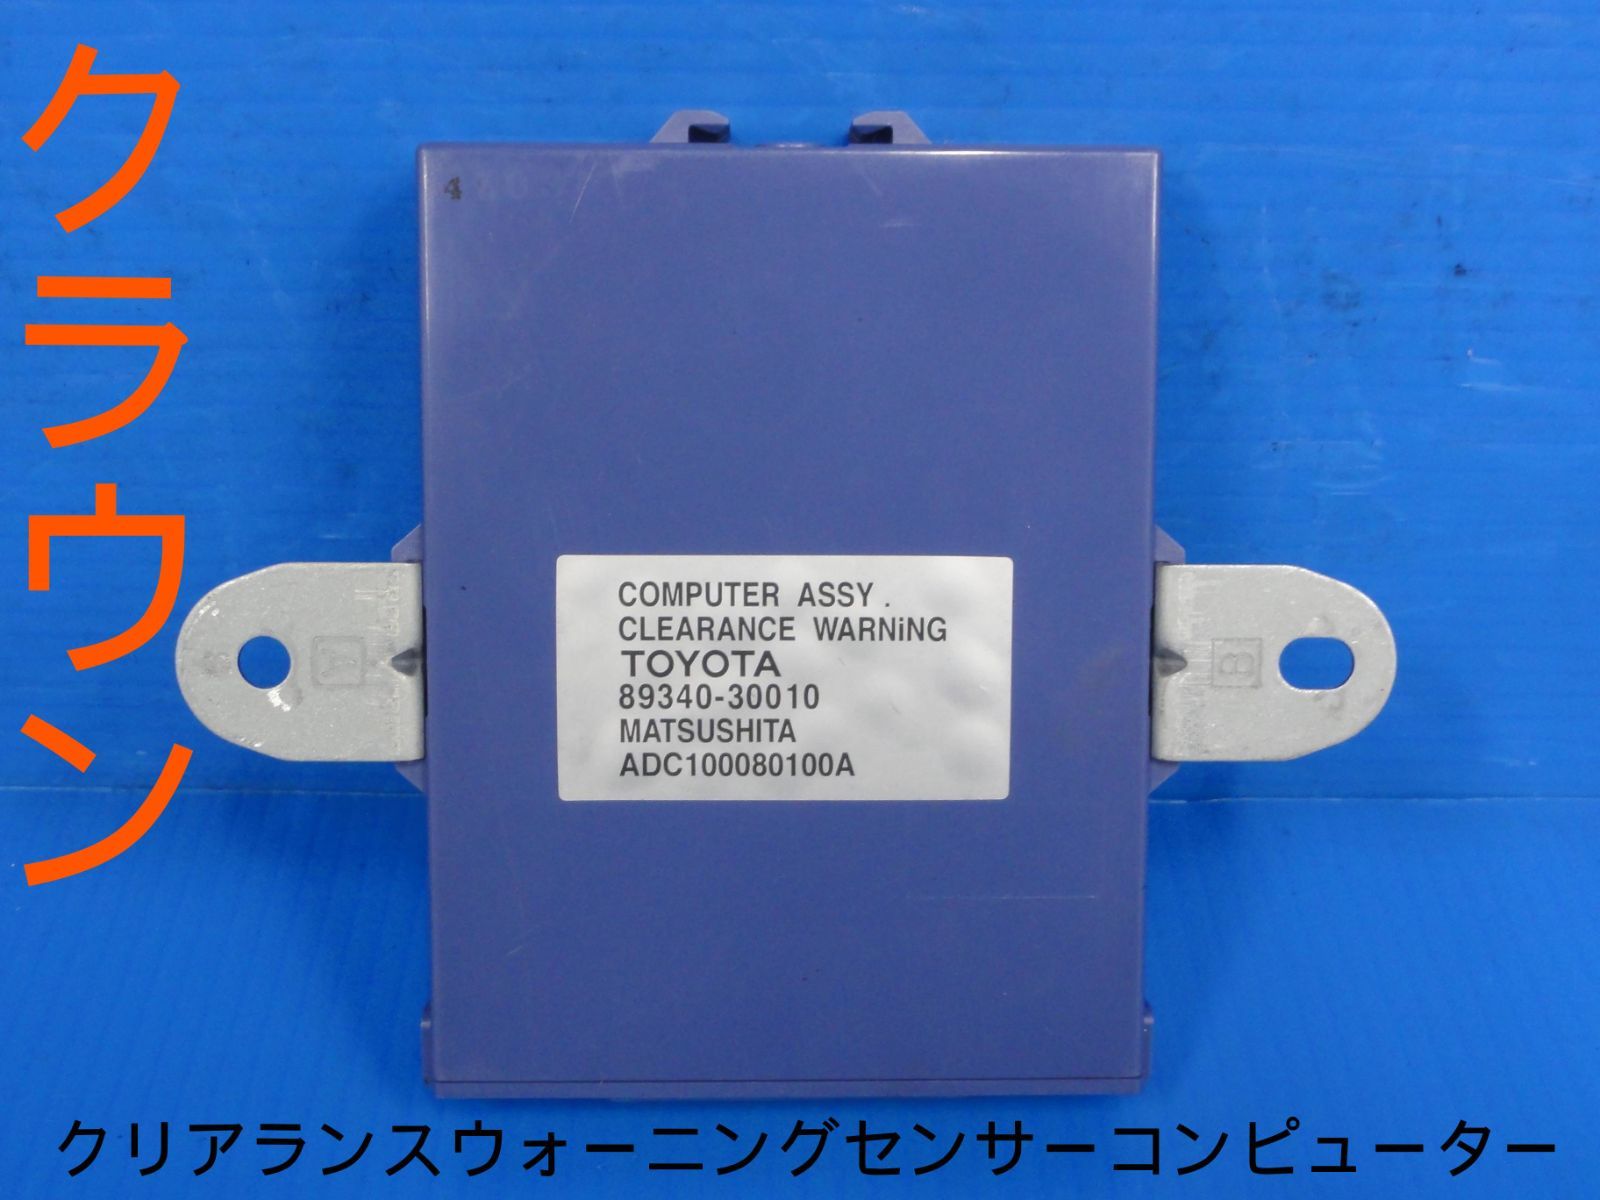 クラウン
4
COMPUTER ASSY.
CLEARANCE WARNiNG
TOYOTA
89340-30010
MATSUSHITA
ADC100080100A
A
B
クリアランスウォーニングセンサーコンピューター